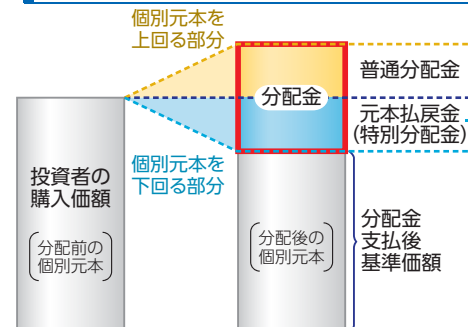 個別元本を
上回る部分
分配金
普通分配金
元本払戻金
(特別分配金)
個別元本を
下回る部分
投資者の
購入価額
分配前の
個別元本
分配後の
個別元本
分配金
支払後
基準価額